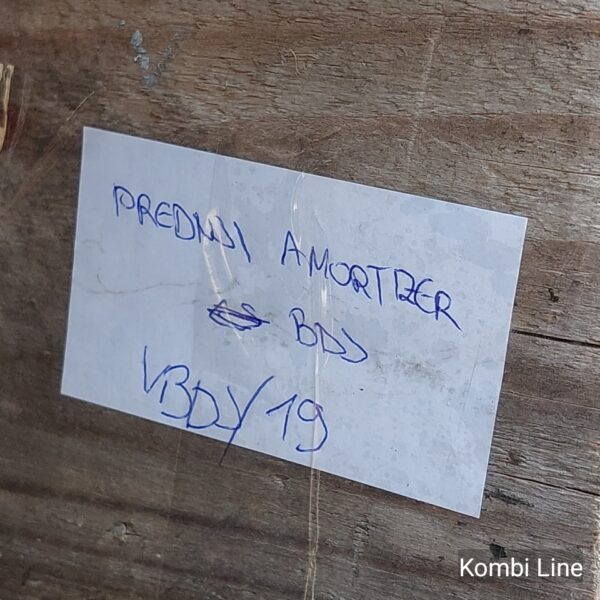 PREDNJI AMORTIZER
BDJ
VBDJ/19
Kombi Line